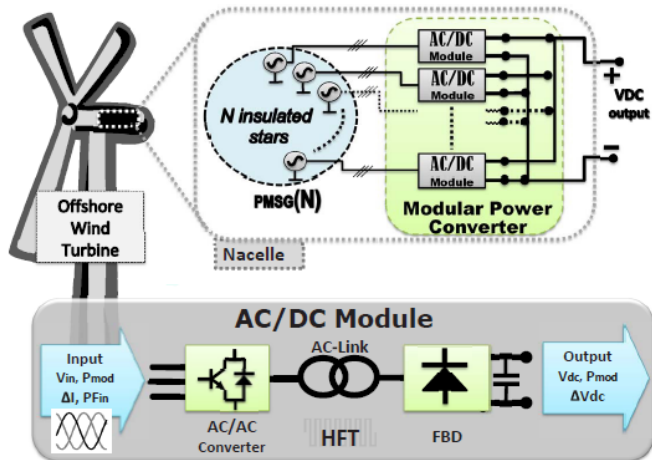 AC/DC
Module
AC/DC
Module
N insulated
stars
AC/DC
Module
PMSG(N)
+
VDC
output
−
Modular Power
Converter
Offshore
Wind
Turbine
Nacelle
AC/DC Module
Input
Vin, Pmod
ΔI, PFin
AC-Link
AC/AC
Converter
HFT
FBD
Output
Vdc, Pmod
ΔVdc